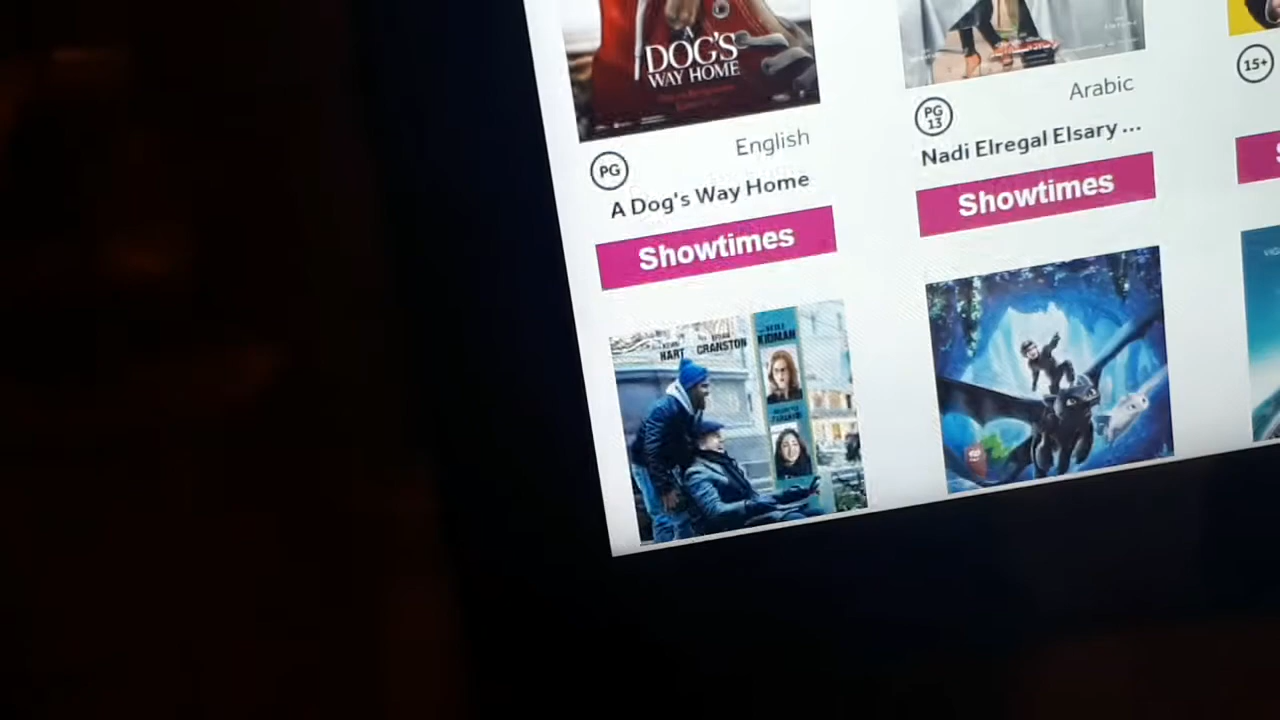 A
DOG'S
WAY HOME
PG
English
A Dog's Way Home
Showtimes
PG
13
Arabic
Nadi Elregal Elsary ...
Showtimes
15+
HART
CRANSTON
KIDMAN